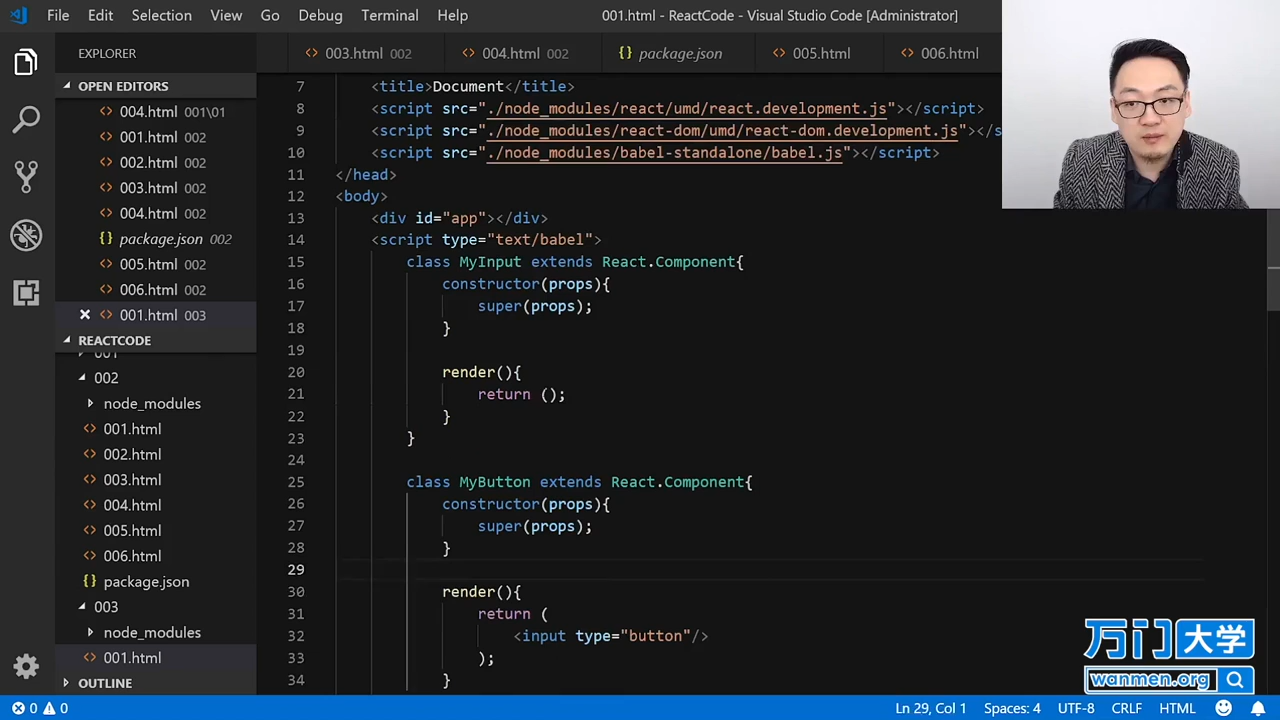 File Edit Selection View Go Debug Terminal Help
001.html - ReactCode - Visual Studio Code [Administrator]
EXPLORER
OPEN EDITORS
004.html 001\01
001.html 002
002.html 002
003.html 002
004.html 002
package.json 002
005.html 002
006.html 002
001.html 003
REACTCODE
001
002
node_modules
001.html
002.html
003.html
004.html
005.html
006.html
package.json
003
node_modules
001.html
OUTLINE
003.html 002
004.html 002
package.json
005.html
006.html
7 <title>Document</title>
8 <script src="./node_modules/react/umd/react.development.js"></script>
9 <script src="./node_modules/react-dom/umd/react-dom.development.js"></s
10 <script src="./node_modules/babel-standalone/babel.js"></script>
11 </head>
12 <body>
13 <div id="app"></div>
14 <script type="text/babel">
15 class MyInput extends React.Component{
16 constructor(props){
17 super(props);
18 }
19
20 render(){
21 return ();
22 }
23 }
24
25 class MyButton extends React.Component{
26 constructor(props){
27 super(props);
28 }
29
30 render(){
31 return (
32 <input type="button"/>
33 );
34 }
万门大学
wanmen.org
0 0
Ln 29, Col 1 Spaces: 4 UTF-8 CRLF HTML